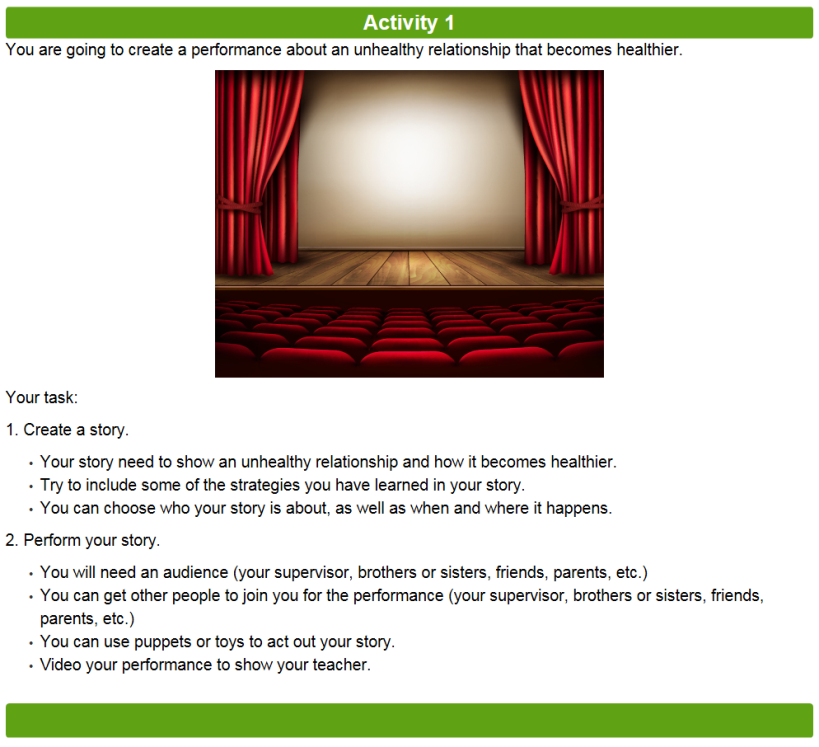 Activity 1
You are going to create a performance about an unhealthy relationship that becomes healthier.
Your task:
1. Create a story.
• Your story need to show an unhealthy relationship and how it becomes healthier.
• Try to include some of the strategies you have learned in your story.
• You can choose who your story is about, as well as when and where it happens.
2. Perform your story.
• You will need an audience (your supervisor, brothers or sisters, friends, parents, etc.)
• You can get other people to join you for the performance (your supervisor, brothers or sisters, friends,
parents, etc.)
• You can use puppets or toys to act out your story.
• Video your performance to show your teacher.